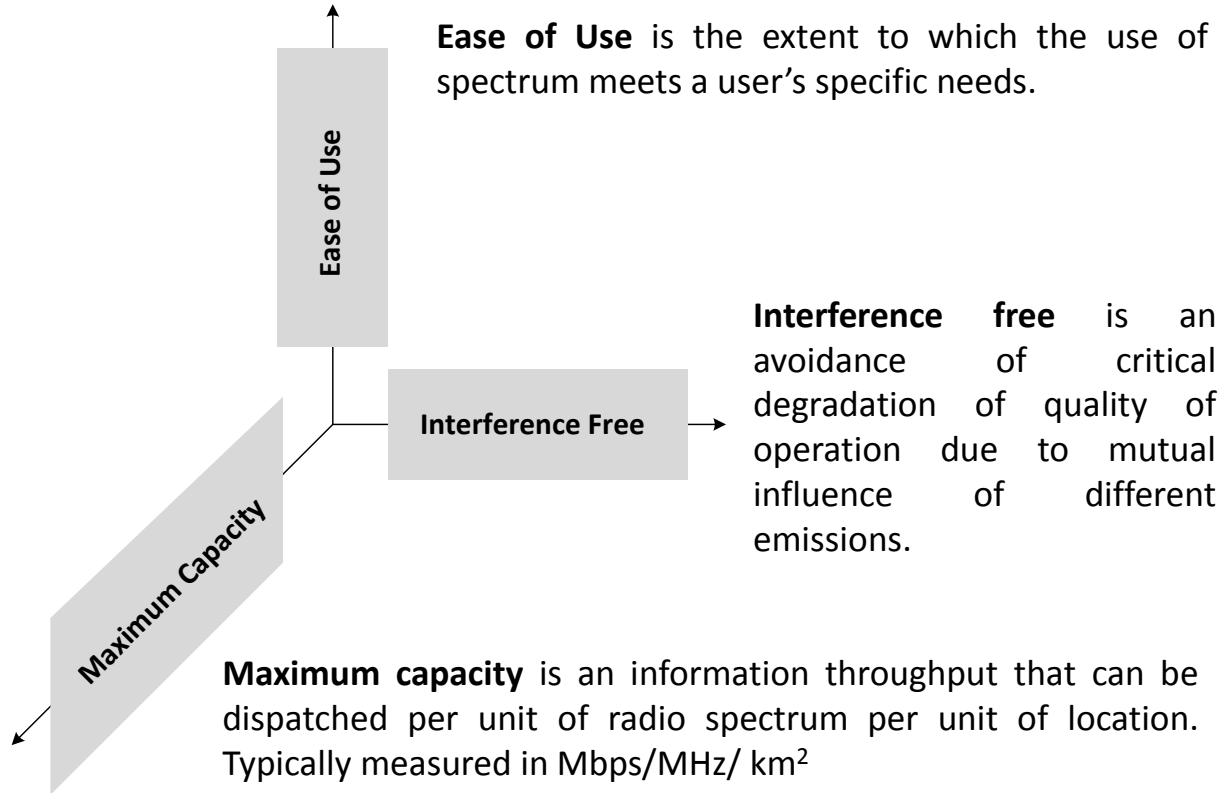 Ease of Use is the extent to which the use of
spectrum meets a user’s specific needs.
Ease of Use
Interference Free
Interference free is an
avoidance of critical
degradation of quality of
operation due to mutual
influence of different
emissions.
Maximum Capacity
Maximum capacity is an information throughput that can be
dispatched per unit of radio spectrum per unit of location.
Typically measured in Mbps/MHz/ km²